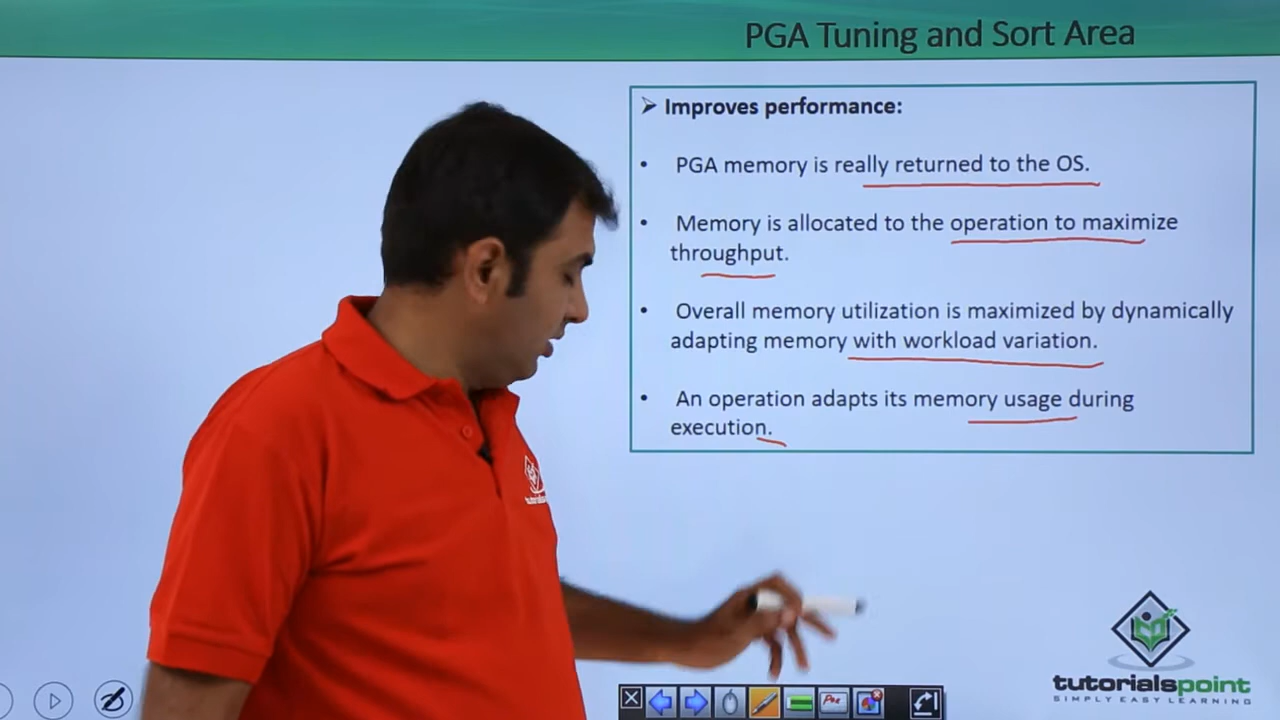 PGA Tuning and Sort Area
➢ Improves performance:
• PGA memory is really returned to the OS.
• Memory is allocated to the operation to maximize
throughput.
• Overall memory utilization is maximized by dynamically
adapting memory with workload variation.
• An operation adapts its memory usage during
execution.
tutorialspoint
SIMPLY EASY LEARNING